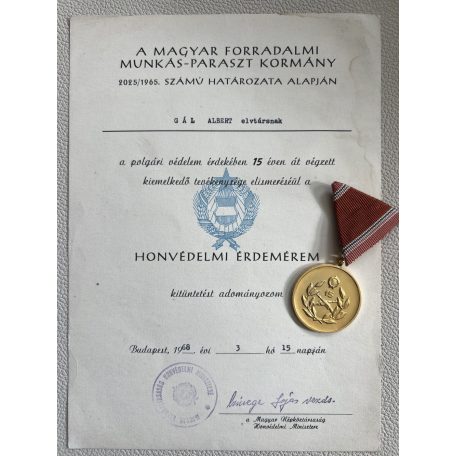 A MAGYAR FORRADALMI
MUNKÁS-PARASZT KORMÁNY
2025/1965. SZÁMÚ HATÁROZATA ALAPJÁN
GÁL ALBERT elvtársnak
a polgári védelem érdekében 15 éven át végzett
kiemelkedő tevékenysége elismeréséül a
HONVÉDELMI ÉRDEMÉREM
kitüntetést adományozom
Budapest, 1968 évi 3 hó 15 napján
Czinege Lajos
a Magyar Népköztársaság
Honvédelmi Minisztere